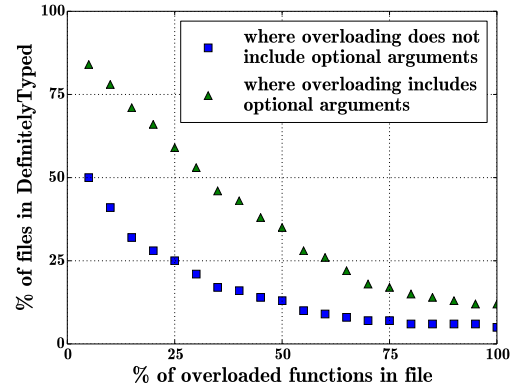 100
75
50
25
0
0 25 50 75 100
% of files in DefinitelyTyped
% of overloaded functions in file
where overloading does not
include optional arguments
where overloading includes
optional arguments